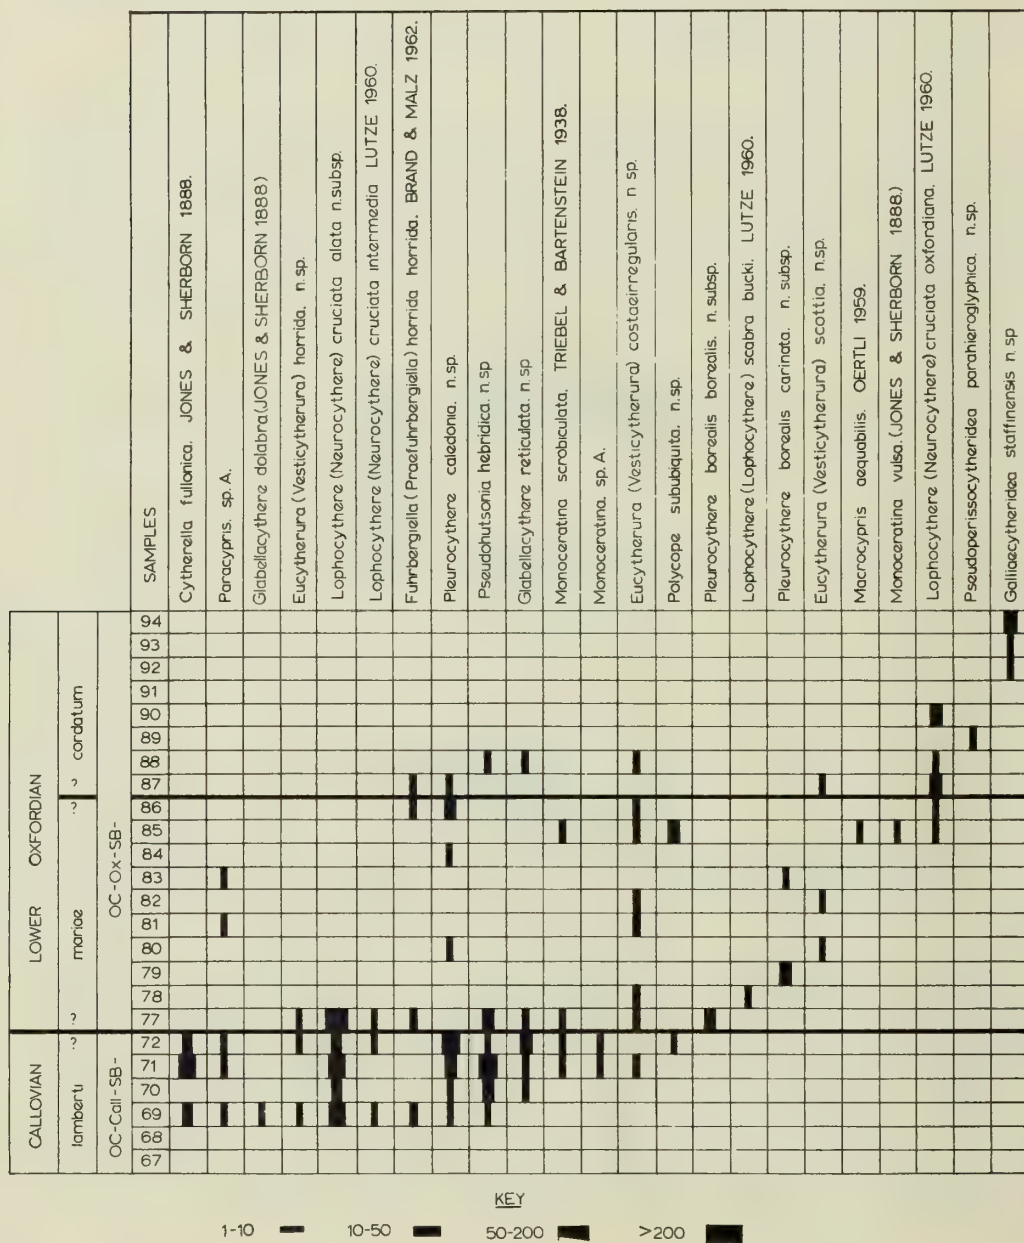 SAMPLES
Cytherella fullonica. JONES & SHERBORN 1888.
Paracypris. sp. A.
Glabellacythere dolabra (JONES & SHERBORN 1888)
Eucytherura (Vesticytherura) horrida. n.sp.
Lophocythere (Neurocythere) cruciata alata n.subsp.
Lophocythere (Neurocythere) cruciata intermedia LUTZE 1960.
Fuhrbergiella (Praefuhrbergiella) horrida horrida. BRAND & MALZ 1962.
Pleurocythere caledonia. n.sp.
Pseudohutsonia hebridica. n.sp
Glabellacythere reticulata. n.sp
Monoceratina scrobiculata. TRIEBEL & BARTENSTEIN 1938.
Monoceratina. sp. A.
Eucytherura (Vesticytherura) costaeirregularis. n sp.
Polycope sububiquita. n.sp.
Pleurocythere borealis borealis. n. subsp.
Lophocythere (Lophocythere) scabra bucki. LUTZE 1960.
Pleurocythere borealis carinata. n. subsp.
Eucytherura (Vesticytherura) scottia. n.sp.
Macrocypris aequabilis. OERTLI 1959.
Monoceratina vulsa. (JONES & SHERBORN 1888.)
Lophocythere (Neurocythere) cruciata oxfordiana. LUTZE 1960.
Pseudoperissocytheridea parahieroglyphica. n.sp.
Galliaecytheridea staffinensis n. sp
LOWER OXFORDIAN
CALLOVIAN
cordatum
?
?
mariae
?
?
lamberti
OC-Ox-SB-
OC-Call-SB-
94
93
92
91
90
89
88
87
86
85
84
83
82
81
80
79
78
77
72
71
70
69
68
67
KEY
1-10 10-50 50-200 >200